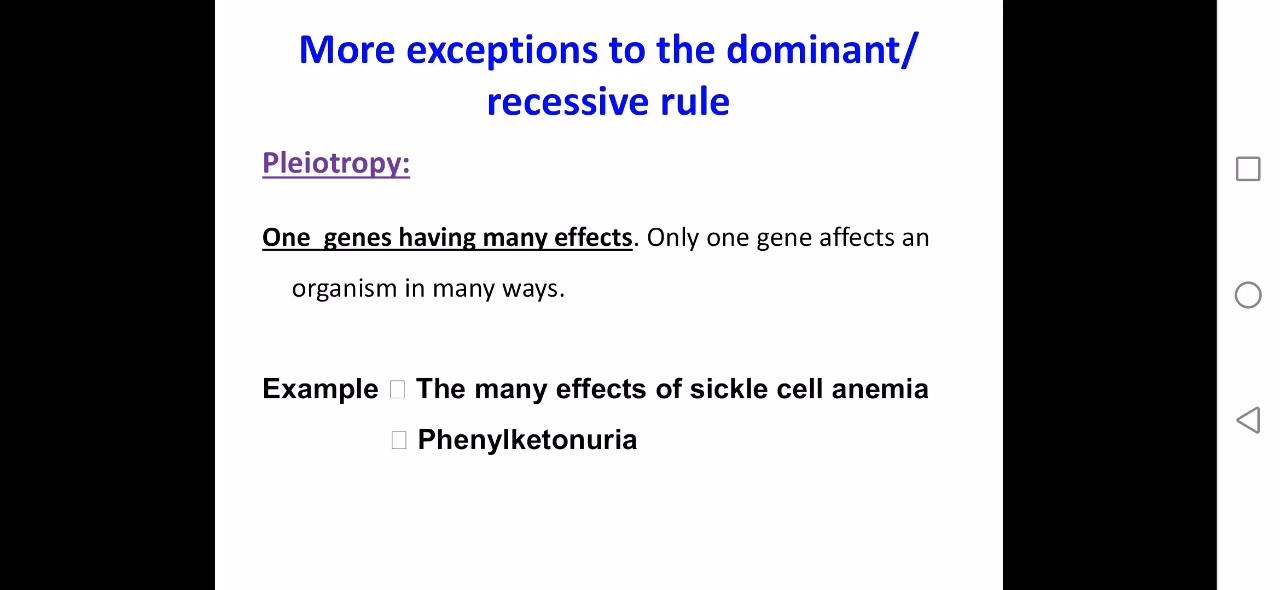 More exceptions to the dominant/
recessive rule
Pleiotropy:
One genes having many effects. Only one gene affects an
organism in many ways.
Example □ The many effects of sickle cell anemia
□ Phenylketonuria